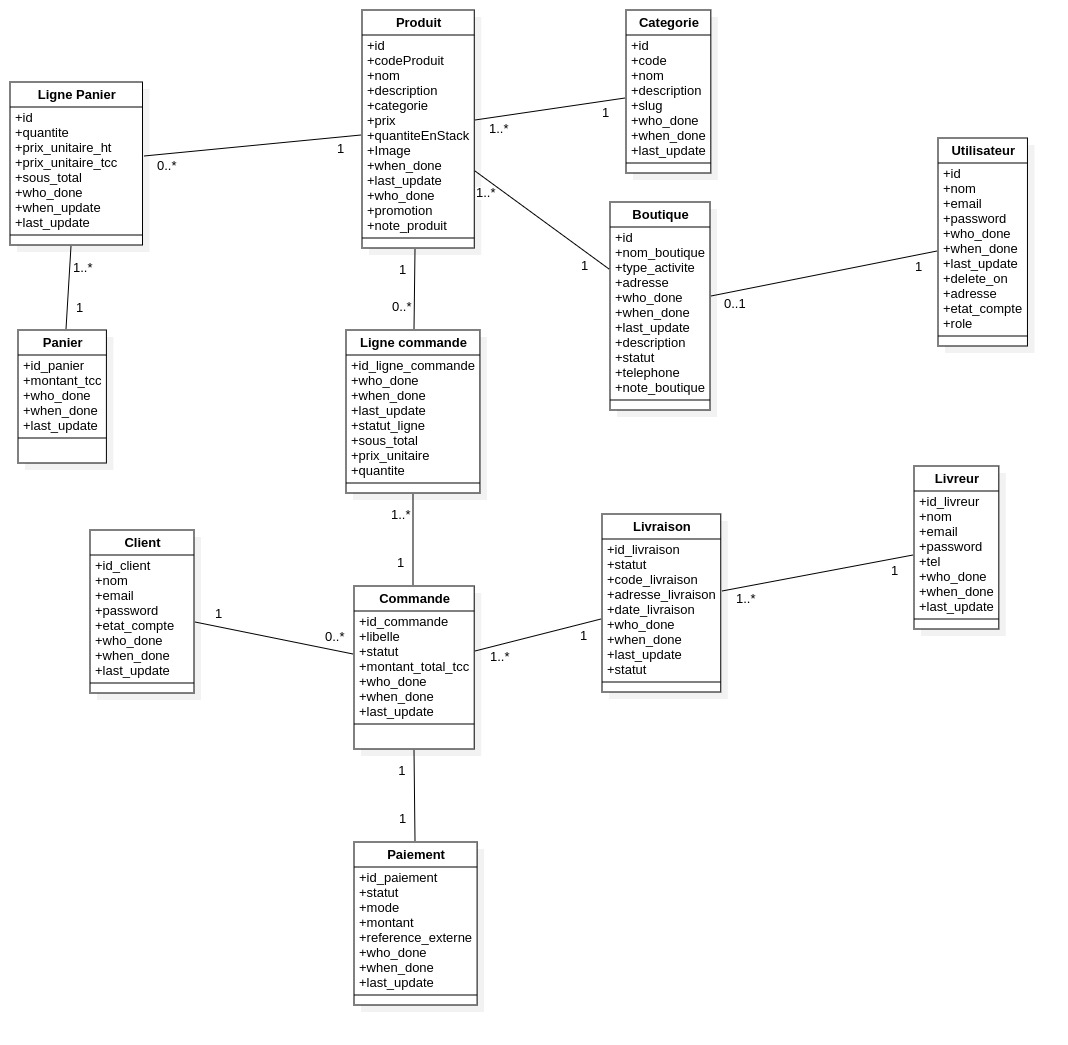 Produit
+id
+codeProduit
+nom
+description
+categorie
+prix
+quantiteEnStack
+Image
+when_done
+last_update
+who_done
+promotion
+note_produit
Categorie
+id
+code
+nom
+description
+slug
+who_done
+when_done
+last_update
Ligne Panier
+id
+quantite
+prix_unitaire_ht
+prix_unitaire_tcc
+sous_total
+who_done
+when_update
+last_update
0..*
1
1..*
1
1..*
1
Utilisateur
+id
+nom
+email
+password
+who_done
+when_done
+last_update
+delete_on
+adresse
+etat_compte
+role
Boutique
+id
+nom_boutique
+type_activite
+adresse
+who_done
+when_done
+last_update
+description
+statut
+telephone
+note_boutique
0..1
1
1..*
1
1
0..*
Panier
+id_panier
+montant_tcc
+who_done
+when_done
+last_update
Ligne commande
+id_ligne_commande
+who_done
+when_done
+last_update
+statut_ligne
+sous_total
+prix_unitaire
+quantite
1..*
1
Livreur
+id_livreur
+nom
+email
+password
+tel
+who_done
+when_done
+last_update
Livraison
+id_livraison
+statut
+code_livraison
+adresse_livraison
+date_livraison
+who_done
+when_done
+last_update
+statut
1..*
1
Client
+id_client
+nom
+email
+password
+etat_compte
+who_done
+when_done
+last_update
1
0..*
Commande
+id_commande
+libelle
+statut
+montant_total_tcc
+who_done
+when_done
+last_update
1..*
1
1
1
Paiement
+id_paiement
+statut
+mode
+montant
+reference_externe
+who_done
+when_done
+last_update